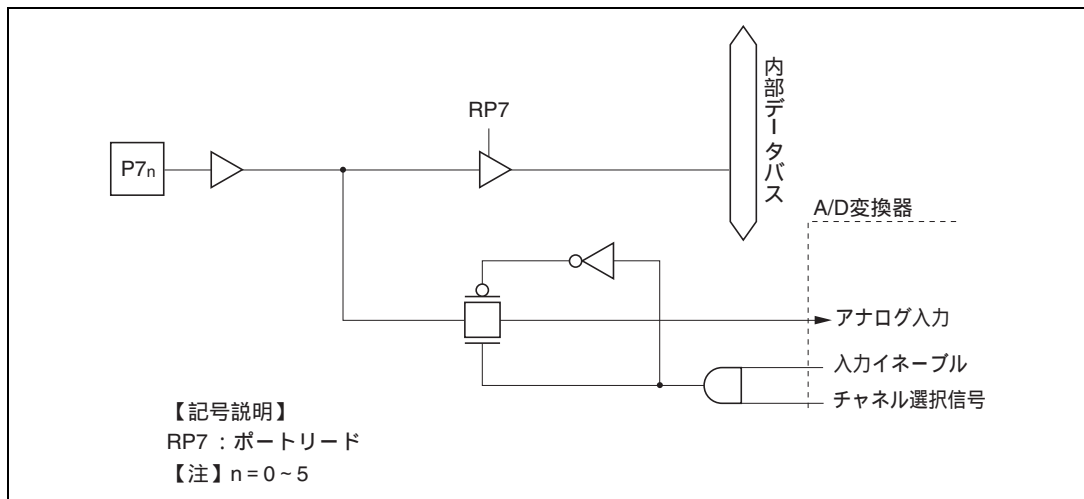 RP7
P7n
内部データバス
A/D変換器
アナログ入力
入力イネーブル
チャネル選択信号
【記号説明】
RP7 : ポートリード
【注】n = 0 ~ 5